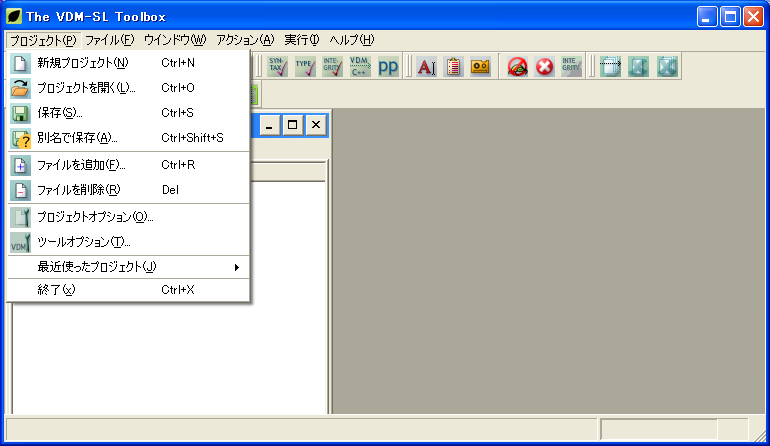 The VDM-SL Toolbox
プロジェクト(P) ファイル(F) ウインドウ(W) アクション(A) 実行(I) ヘルプ(H)
SYN-TAX TYPE INTE-GRITY VDM C++ pp A INTE GRITY
新規プロジェクト(N) Ctrl+N
プロジェクトを開く(L)... Ctrl+O
保存(S)... Ctrl+S
別名で保存(A)... Ctrl+Shift+S
ファイルを追加(F)... Ctrl+R
ファイルを削除(R) Del
プロジェクトオプション(O)...
VDM ツールオプション(T)...
最近使ったプロジェクト(J)
終了(x) Ctrl+X